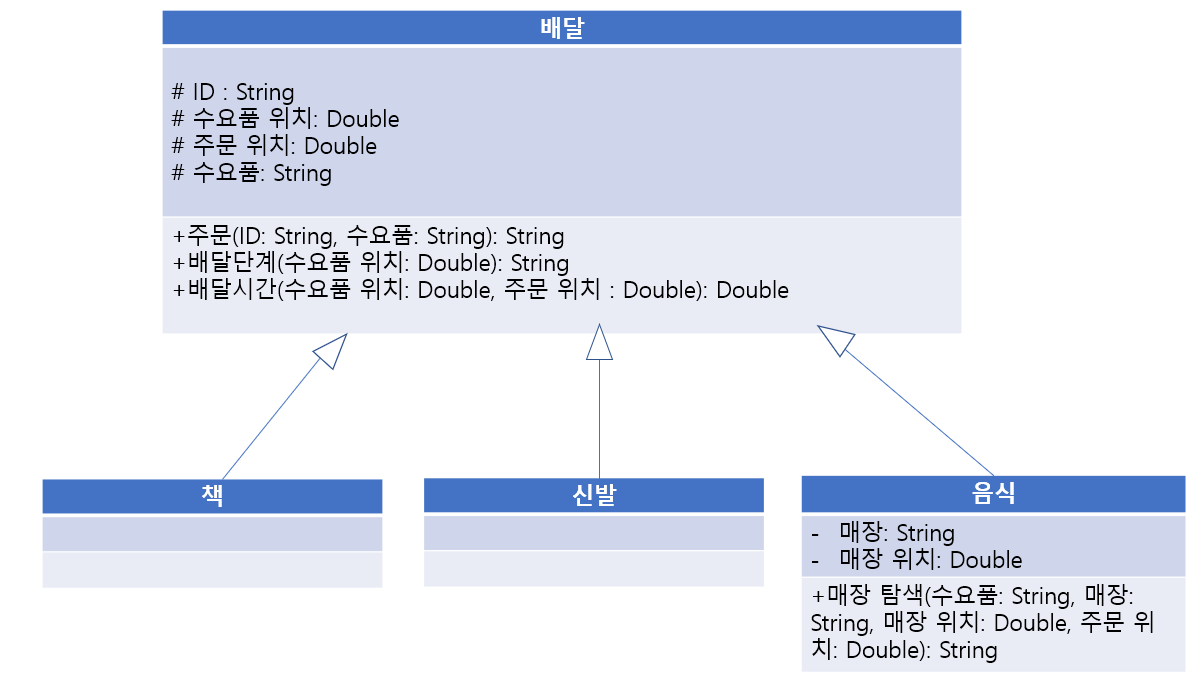 배달
# ID : String
# 수요품 위치: Double
# 주문 위치: Double
# 수요품: String
+주문(ID: String, 수요품: String): String
+배달단계(수요품 위치: Double): String
+배달시간(수요품 위치: Double, 주문 위치 : Double): Double
책
신발
음식
- 매장: String
- 매장 위치: Double
+매장 탐색(수요품: String, 매장:
String, 매장 위치: Double, 주문 위
치: Double): String